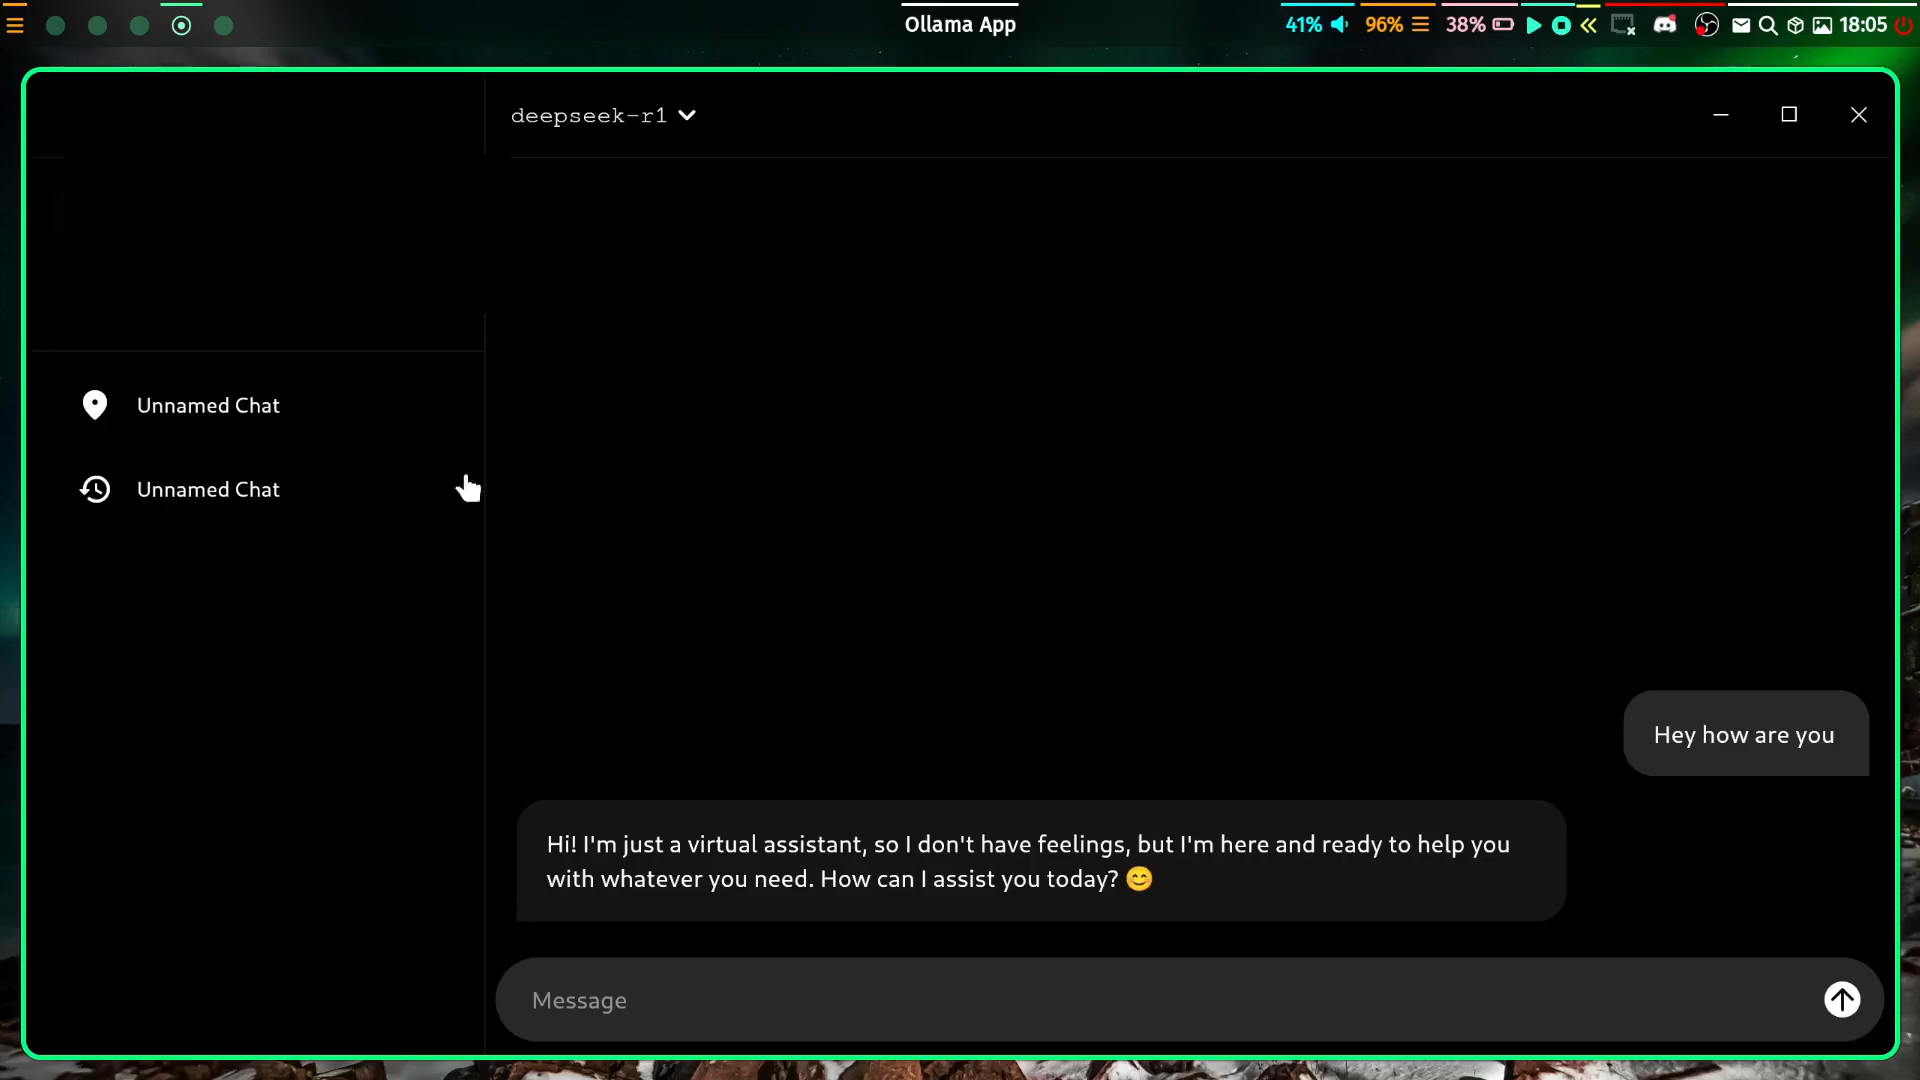 Ollama App
41%
96%
38%
18:05
deepseek-r1
Unnamed Chat
Unnamed Chat
Hey how are you
Hi! I'm just a virtual assistant, so I don't have feelings, but I'm here and ready to help you
with whatever you need. How can I assist you today? 😊
Message